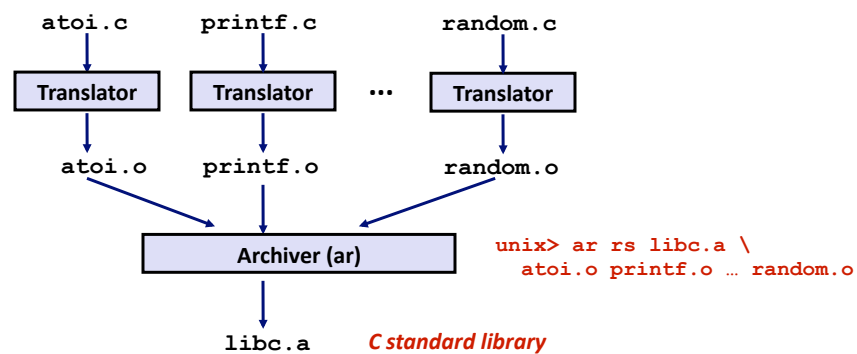 atoi.c printf.c random.c
Translator Translator ... Translator
atoi.o printf.o random.o
Archiver (ar)
unix> ar rs libc.a \
atoi.o printf.o … random.o
libc.a C standard library